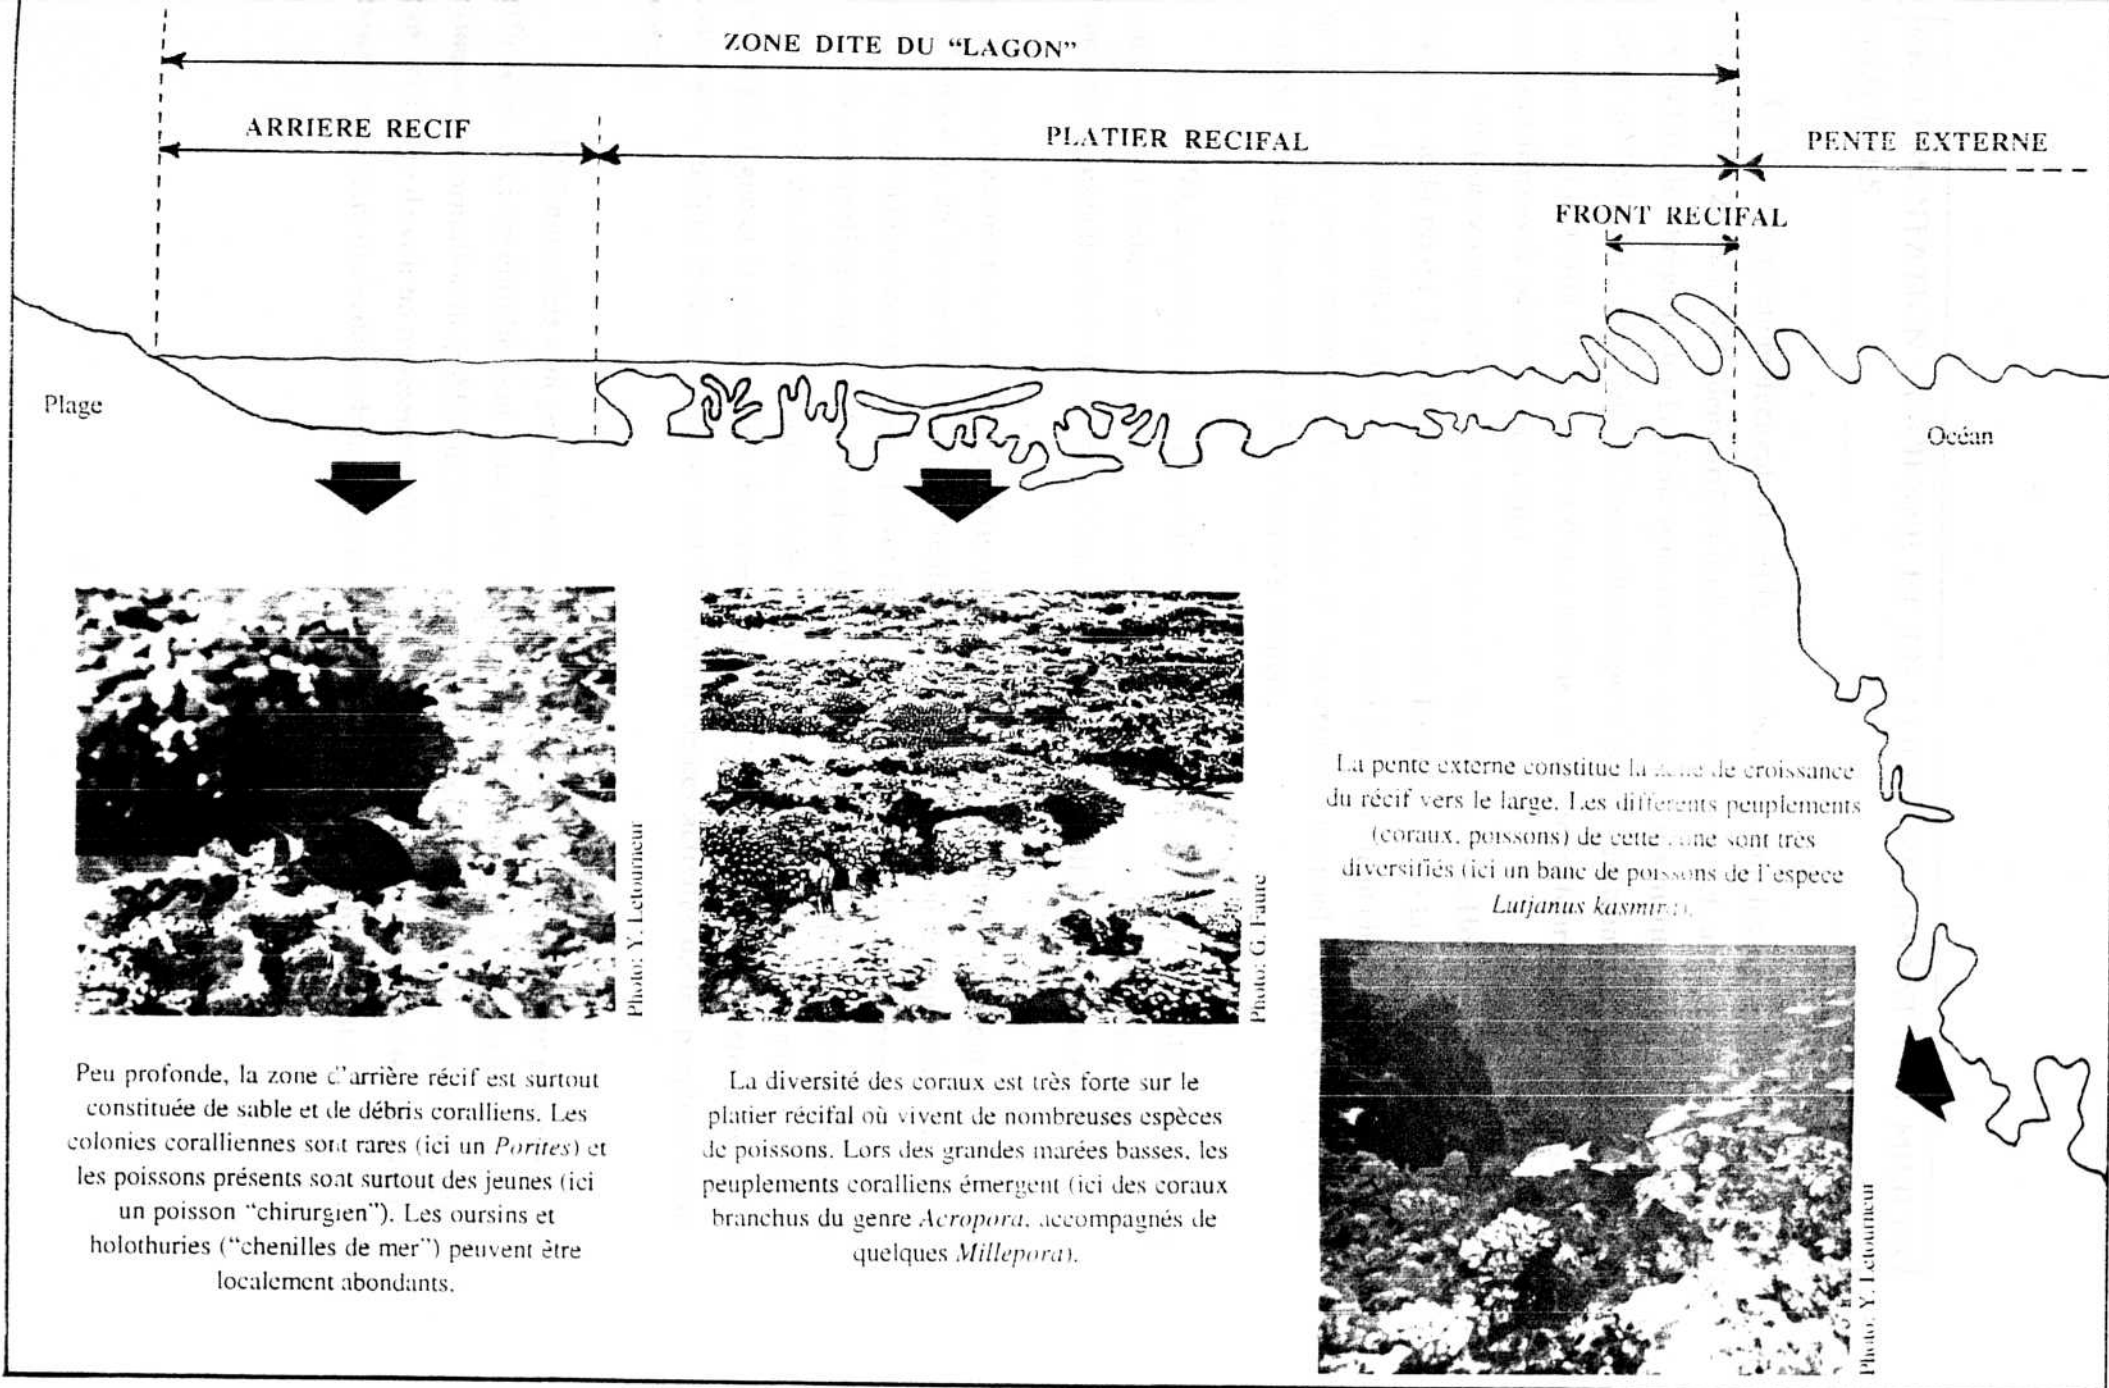 ZONE DITE DU “LAGON”
ARRIERE RECIF
PLATIER RECIFAL
PENTE EXTERNE
FRONT RECIFAL
Plage
Océan
Photo: Y. Letourneur
Peu profonde, la zone d'arrière récif est surtout
constituée de sable et de débris coralliens. Les
colonies coralliennes sont rares (ici un Porites) et
les poissons présents sont surtout des jeunes (ici
un poisson “chirurgien”). Les oursins et
holothuries (“chenilles de mer”) peuvent être
localement abondants.
Photo: G. Faure
La diversité des coraux est très forte sur le
platier récifal où vivent de nombreuses espèces
de poissons. Lors des grandes marées basses, les
peuplements coralliens émergent (ici des coraux
branchus du genre Acropora, accompagnés de
quelques Millepora).
La pente externe constitue la zone de croissance
du récif vers le large. Les différents peuplements
(coraux, poissons) de cette zone sont très
diversifiés (ici un banc de poissons de l'espece
Lutjanus kasmira).
Photo: Y. Letourneur